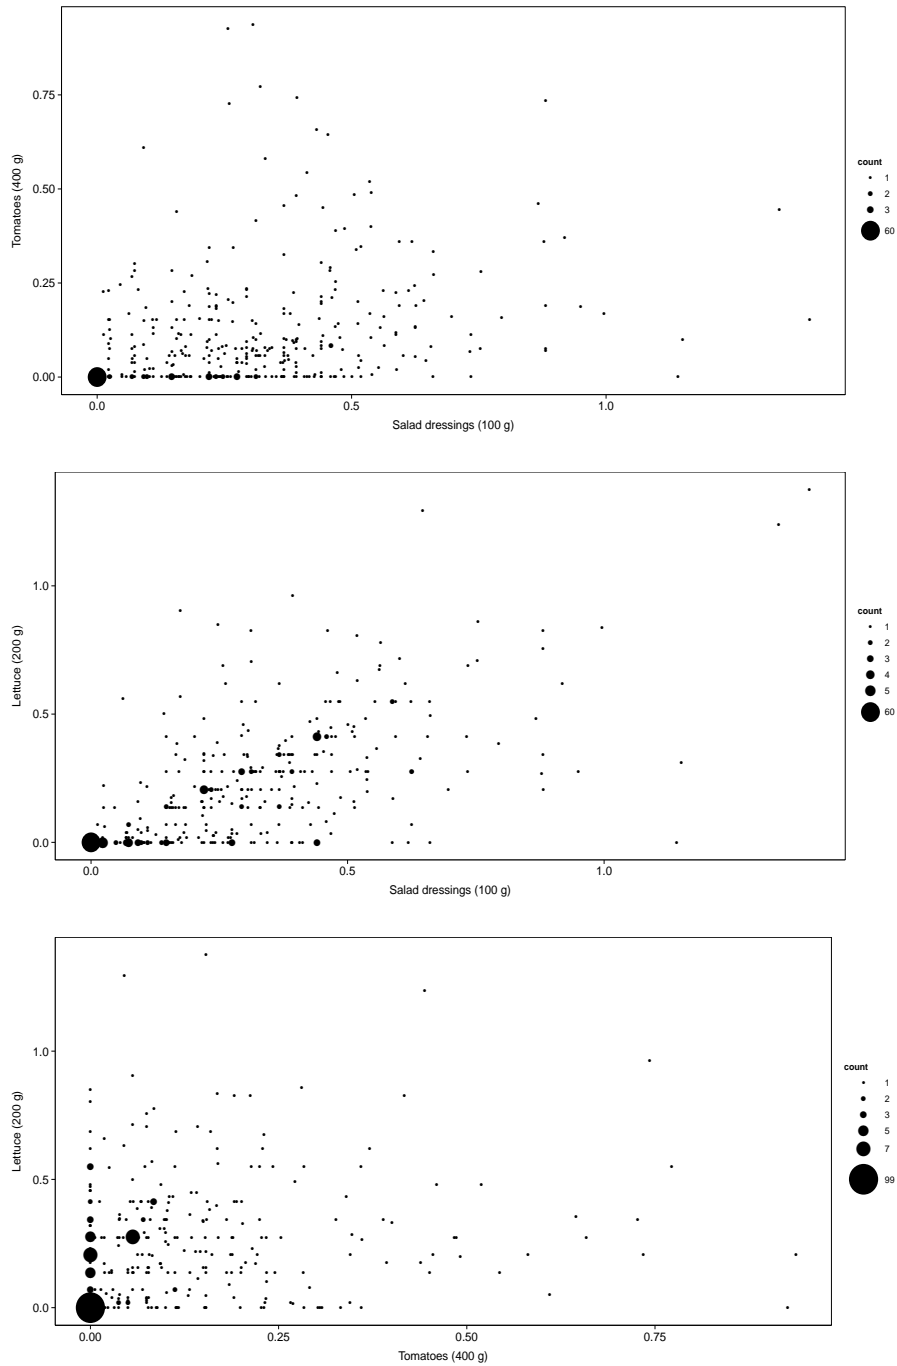 0.75
0.50
0.25
0.00
Tomatoes (400 g)
0.0 0.5 1.0
Salad dressings (100 g)
count
1
2
3
60
1.0
0.5
0.0
Lettuce (200 g)
0.0 0.5 1.0
Salad dressings (100 g)
count
1
2
3
4
5
60
1.0
0.5
0.0
Lettuce (200 g)
0.00 0.25 0.50 0.75
Tomatoes (400 g)
count
1
2
3
5
7
99